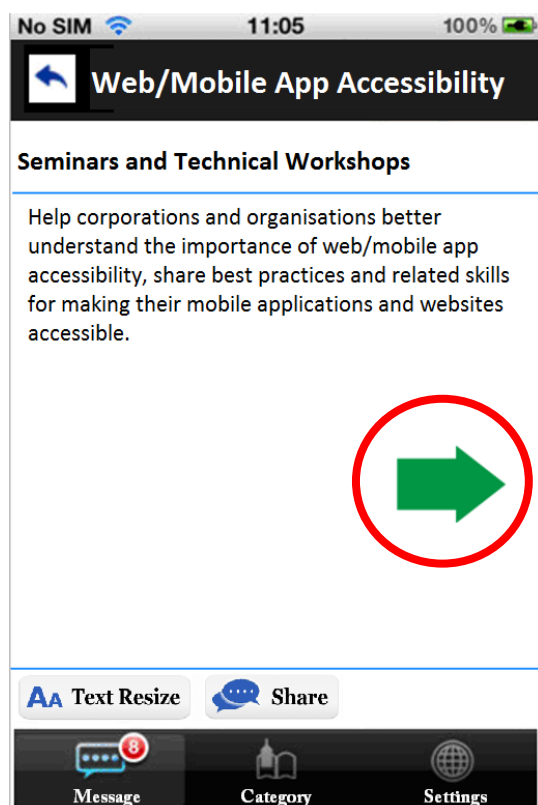 No SIM 11:05 100%
Web/Mobile App Accessibility
Seminars and Technical Workshops
Help corporations and organisations better
understand the importance of web/mobile app
accessibility, share best practices and related skills
for making their mobile applications and websites
accessible.
AA Text Resize Share
8
Message Category Settings